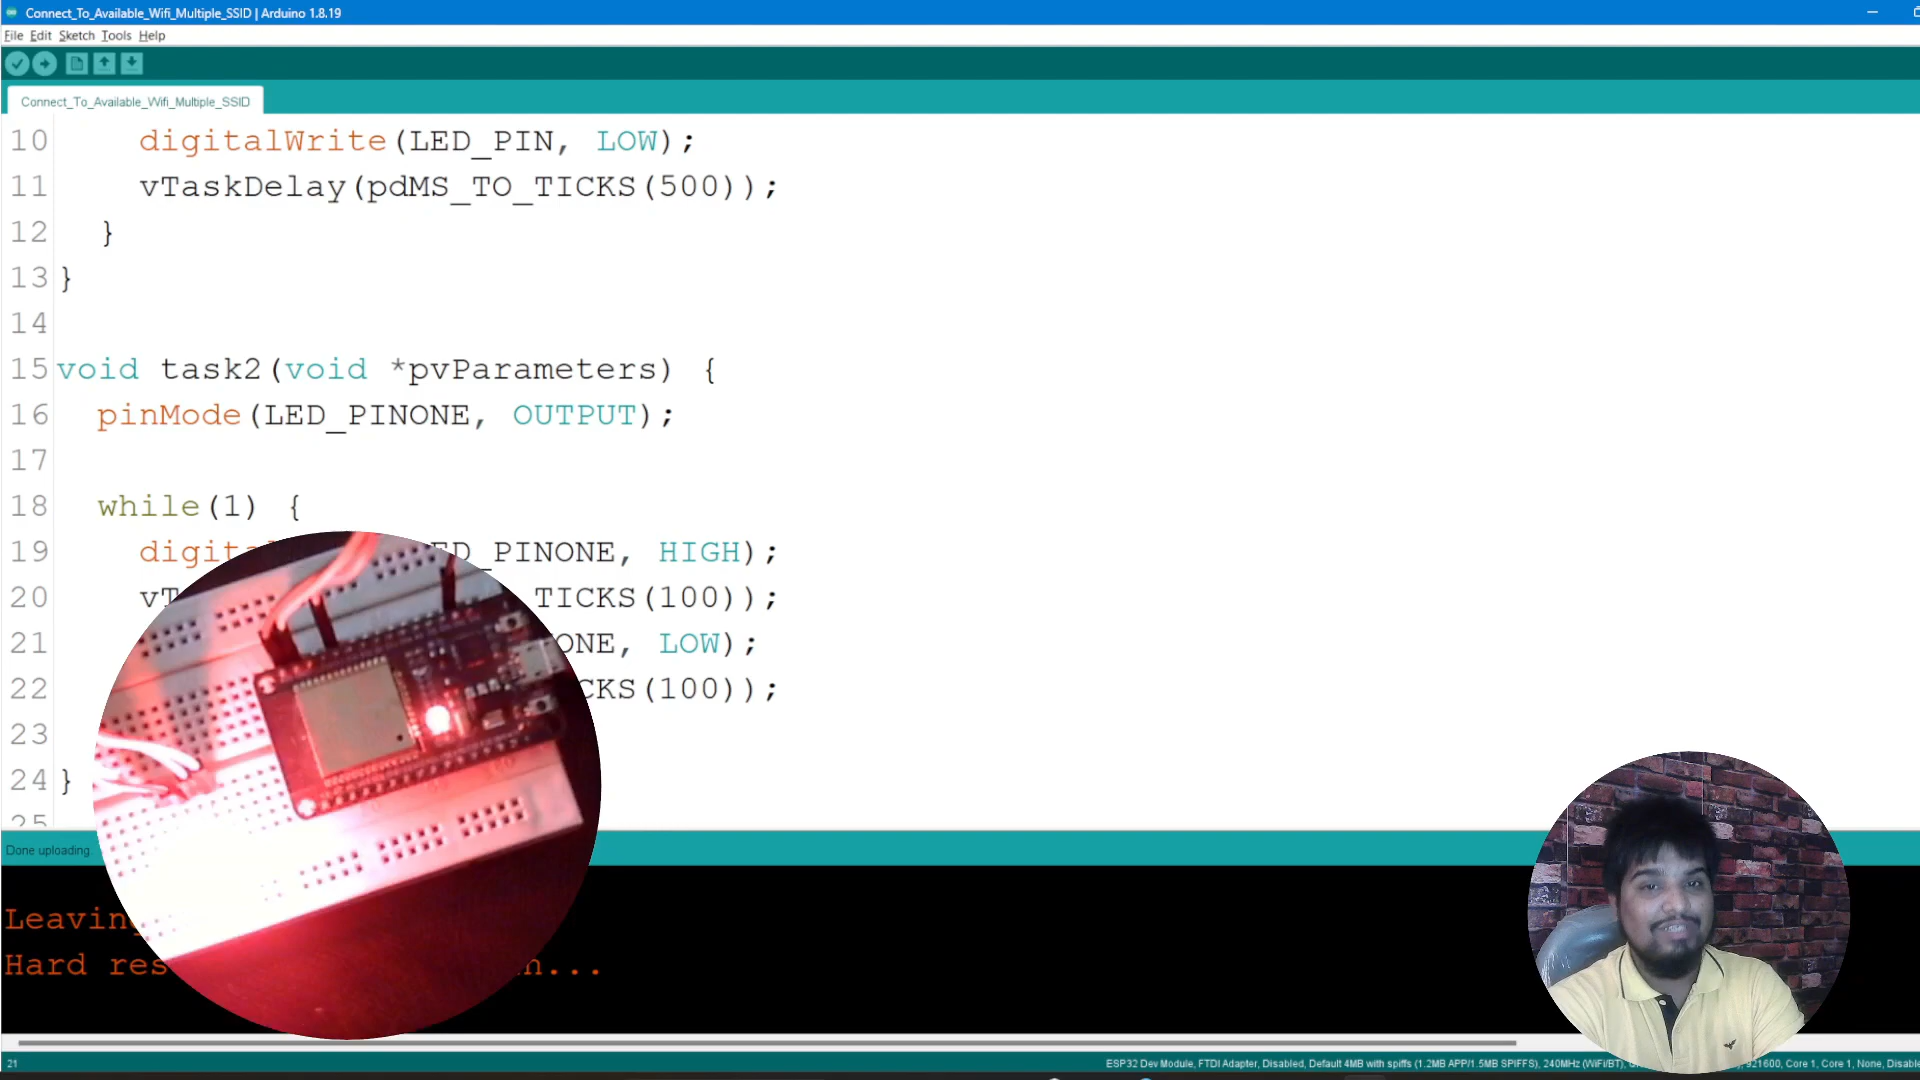 Connect_To_Available_Wifi_Multiple_SSID | Arduino 1.8.19
File Edit Sketch Tools Help
Connect_To_Available_Wifi_Multiple_SSID
10 digitalWrite(LED_PIN, LOW);
11 vTaskDelay(pdMS_TO_TICKS(500));
12 }
13 }
14
15 void task2(void *pvParameters) {
16 pinMode(LED_PINONE, OUTPUT);
17
18 while(1) {
19 digit ED_PINONE, HIGH);
20 vT TICKS(100));
21 ONE, LOW);
22 CKS(100));
23
24 }
25
Done uploading.
Leaving
Hard res n...
21 ESP32 Dev Module, FTDI Adapter, Disabled, Default 4MB with spiffs (1.2MB APP/1.5MB SPIFFS), 240MHz (WiFi/BT), 921600, Core 1, Core 1, None, Disable